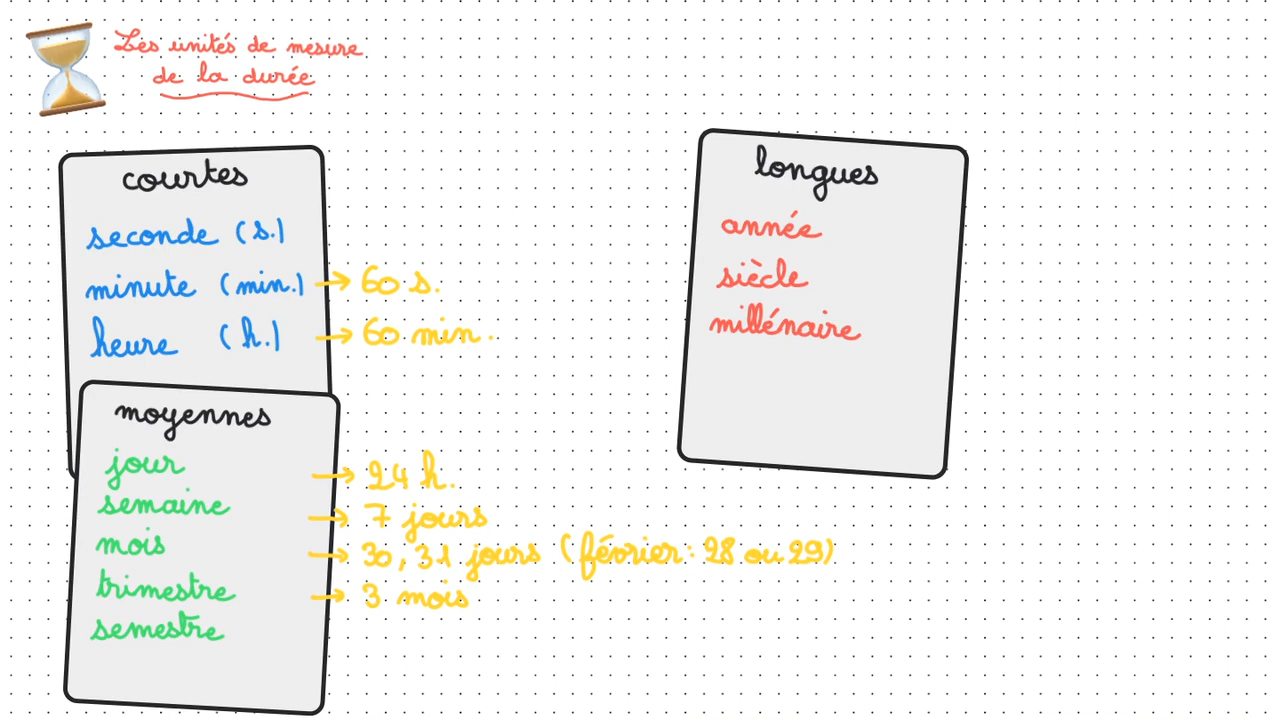 Les unités de mesure
de la durée
courtes
seconde (s.)
minute (min.) → 60 s.
heure (h.) → 60 min.
moyennes
jour → 24 h.
semaine → 7 jours
mois → 30, 31 jours (février : 28 ou 29)
trimestre → 3 mois
semestre
longues
année
siècle
millénaire